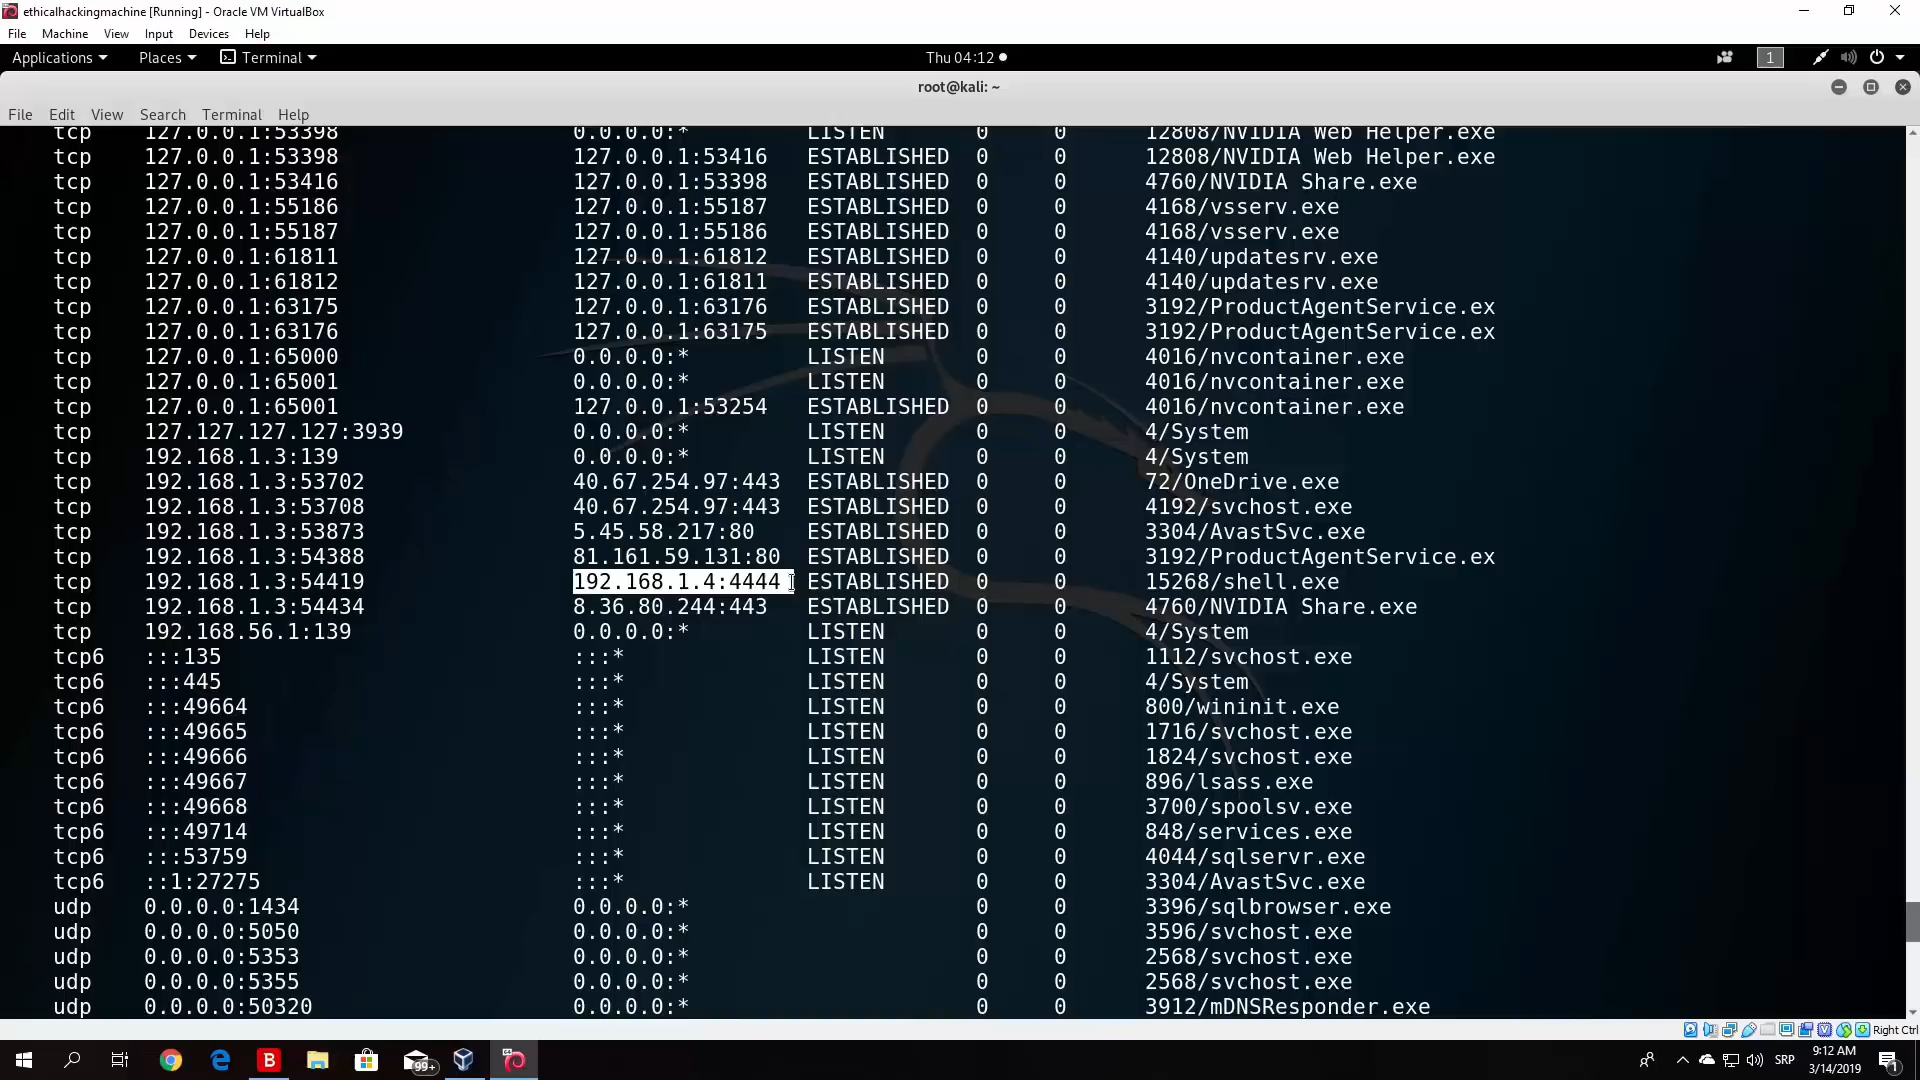 ethicalhackingmachine [Running] - Oracle VM VirtualBox
File Machine View Input Devices Help
Applications Places Terminal Thu 04:12 1
root@kali: ~
File Edit View Search Terminal Help
tcp 127.0.0.1:53398 0.0.0.0:* LISTEN 0 0 12808/NVIDIA Web Helper.exe
tcp 127.0.0.1:53398 127.0.0.1:53416 ESTABLISHED 0 0 12808/NVIDIA Web Helper.exe
tcp 127.0.0.1:53416 127.0.0.1:53398 ESTABLISHED 0 0 4760/NVIDIA Share.exe
tcp 127.0.0.1:55186 127.0.0.1:55187 ESTABLISHED 0 0 4168/vsserv.exe
tcp 127.0.0.1:55187 127.0.0.1:55186 ESTABLISHED 0 0 4168/vsserv.exe
tcp 127.0.0.1:61811 127.0.0.1:61812 ESTABLISHED 0 0 4140/updatesrv.exe
tcp 127.0.0.1:61812 127.0.0.1:61811 ESTABLISHED 0 0 4140/updatesrv.exe
tcp 127.0.0.1:63175 127.0.0.1:63176 ESTABLISHED 0 0 3192/ProductAgentService.ex
tcp 127.0.0.1:63176 127.0.0.1:63175 ESTABLISHED 0 0 3192/ProductAgentService.ex
tcp 127.0.0.1:65000 0.0.0.0:* LISTEN 0 0 4016/nvcontainer.exe
tcp 127.0.0.1:65001 0.0.0.0:* LISTEN 0 0 4016/nvcontainer.exe
tcp 127.0.0.1:65001 127.0.0.1:53254 ESTABLISHED 0 0 4016/nvcontainer.exe
tcp 127.127.127.127:3939 0.0.0.0:* LISTEN 0 0 4/System
tcp 192.168.1.3:139 0.0.0.0:* LISTEN 0 0 4/System
tcp 192.168.1.3:53702 40.67.254.97:443 ESTABLISHED 0 0 72/OneDrive.exe
tcp 192.168.1.3:53708 40.67.254.97:443 ESTABLISHED 0 0 4192/svchost.exe
tcp 192.168.1.3:53873 5.45.58.217:80 ESTABLISHED 0 0 3304/AvastSvc.exe
tcp 192.168.1.3:54388 81.161.59.131:80 ESTABLISHED 0 0 3192/ProductAgentService.ex
tcp 192.168.1.3:54419 192.168.1.4:4444 ESTABLISHED 0 0 15268/shell.exe
tcp 192.168.1.3:54434 8.36.80.244:443 ESTABLISHED 0 0 4760/NVIDIA Share.exe
tcp 192.168.56.1:139 0.0.0.0:* LISTEN 0 0 4/System
tcp6 :::135 :::* LISTEN 0 0 1112/svchost.exe
tcp6 :::445 :::* LISTEN 0 0 4/System
tcp6 :::49664 :::* LISTEN 0 0 800/wininit.exe
tcp6 :::49665 :::* LISTEN 0 0 1716/svchost.exe
tcp6 :::49666 :::* LISTEN 0 0 1824/svchost.exe
tcp6 :::49667 :::* LISTEN 0 0 896/lsass.exe
tcp6 :::49668 :::* LISTEN 0 0 3700/spoolsv.exe
tcp6 :::49714 :::* LISTEN 0 0 848/services.exe
tcp6 :::53759 :::* LISTEN 0 0 4044/sqlservr.exe
tcp6 ::1:27275 :::* LISTEN 0 0 3304/AvastSvc.exe
udp 0.0.0.0:1434 0.0.0.0:* 0 0 3396/sqlbrowser.exe
udp 0.0.0.0:5050 0.0.0.0:* 0 0 3596/svchost.exe
udp 0.0.0.0:5353 0.0.0.0:* 0 0 2568/svchost.exe
udp 0.0.0.0:5355 0.0.0.0:* 0 0 2568/svchost.exe
udp 0.0.0.0:50320 0.0.0.0:* 0 0 3912/mDNSResponder.exe
Right Ctrl
B 99+ SRP 9:12 AM 1
3/14/2019